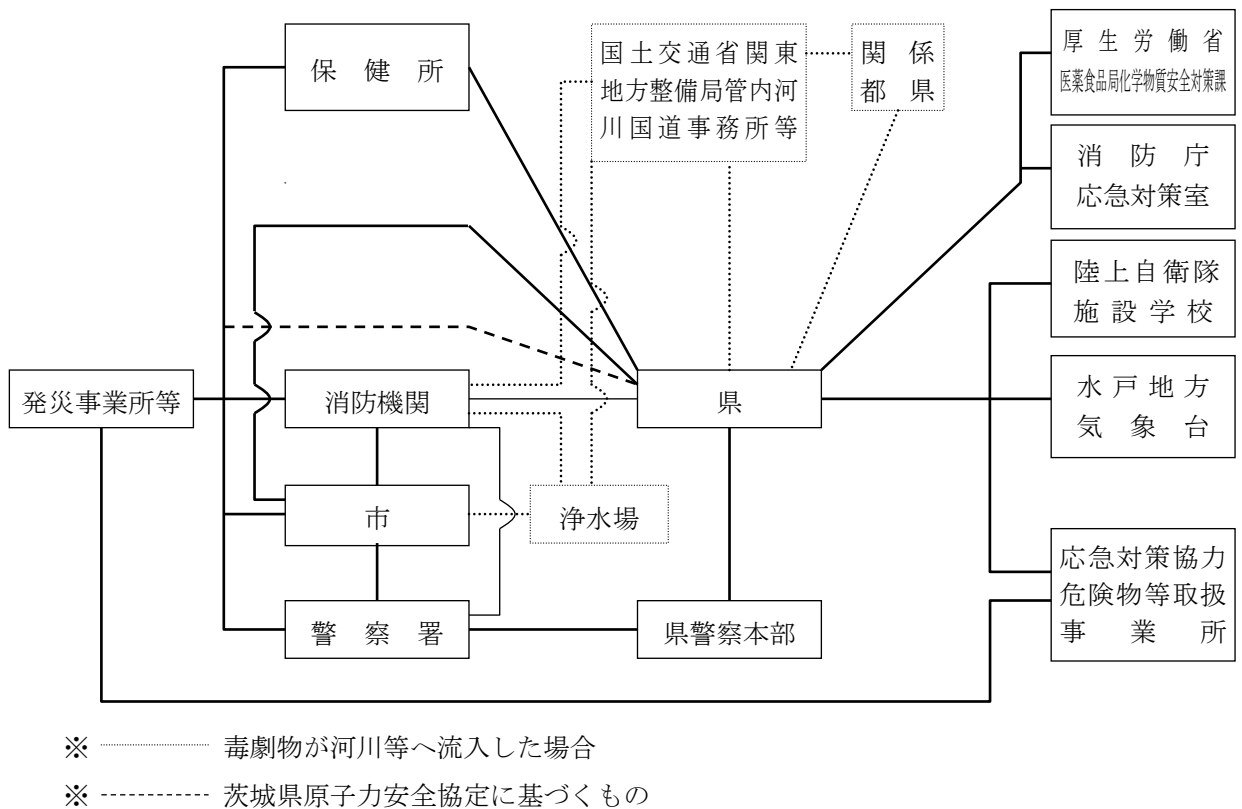 保健所
国土交通省関東
地方整備局管内河
川国道事務所等
関係
都県
厚生労働省
医薬食品局化学物質安全対策課
消防庁
応急対策室
陸上自衛隊
施設学校
発災事業所等
消防機関
県
水戸地方
気象台
市
浄水場
警察署
県警察本部
応急対策協力
危険物等取扱
事業所
※ 毒劇物が河川等へ流入した場合
※ 茨城県原子力安全協定に基づくもの